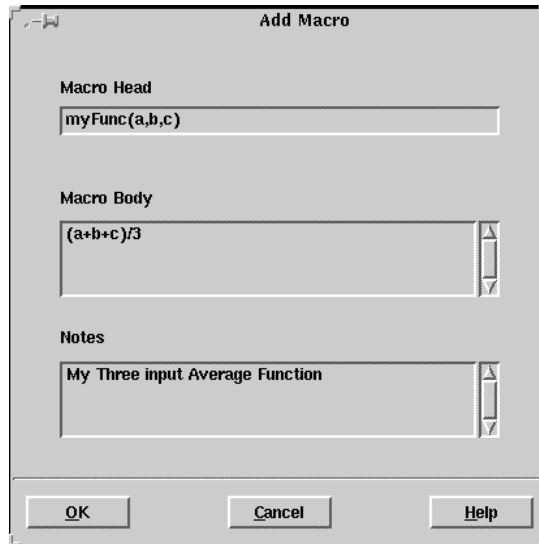 Add Macro
Macro Head
myFunc(a,b,c)
Macro Body
(a+b+c)/3
Notes
My Three input Average Function
OK Cancel Help